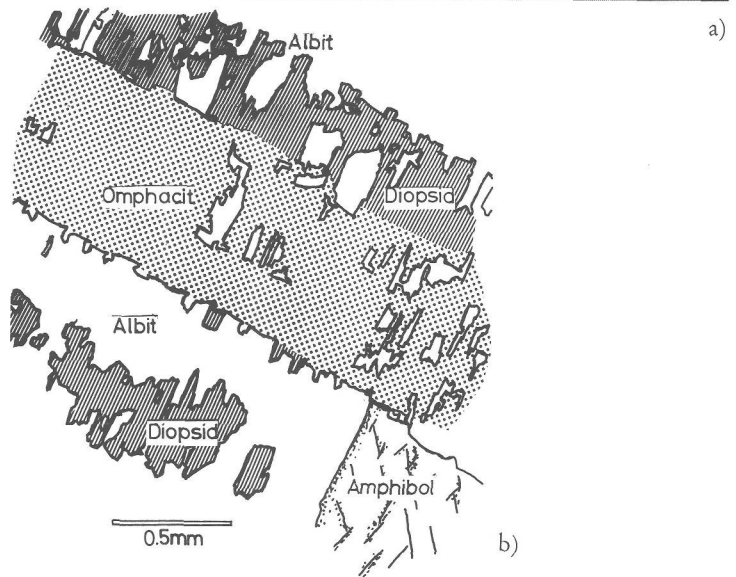 a)
Albit
Omphacit
Diopsid
Albit
Diopsid
Amphibol
0.5mm
b)